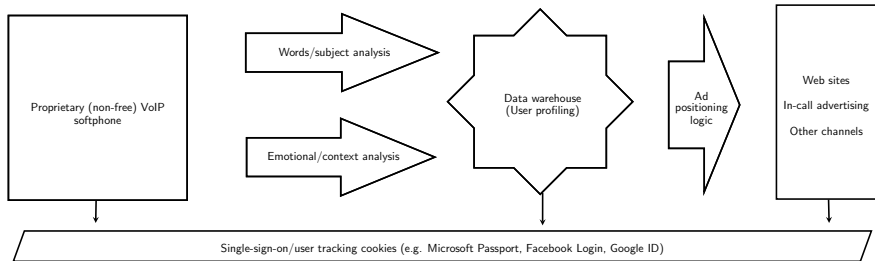 Proprietary (non-free) VoIP
softphone
Words/subject analysis
Emotional/context analysis
Data warehouse
(User profiling)
Ad
positioning
logic
Web sites
In-call advertising
Other channels
Single-sign-on/user tracking cookies (e.g. Microsoft Passport, Facebook Login, Google ID)